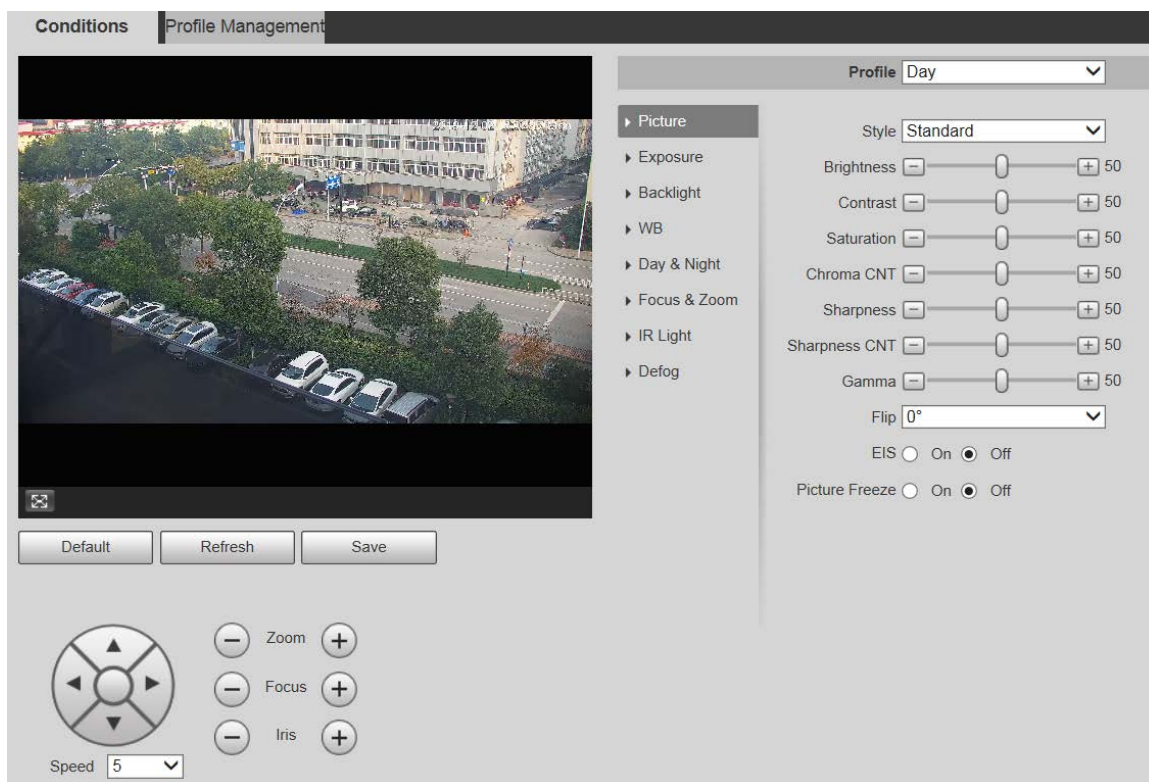 Conditions
Profile Management
Profile Day
Picture
Exposure
Backlight
WB
Day & Night
Focus & Zoom
IR Light
Defog
Style Standard
Brightness 50
Contrast 50
Saturation 50
Chroma CNT 50
Sharpness 50
Sharpness CNT 50
Gamma 50
Flip 0°
EIS On Off
Picture Freeze On Off
Default Refresh Save
Zoom
Focus
Iris
Speed 5